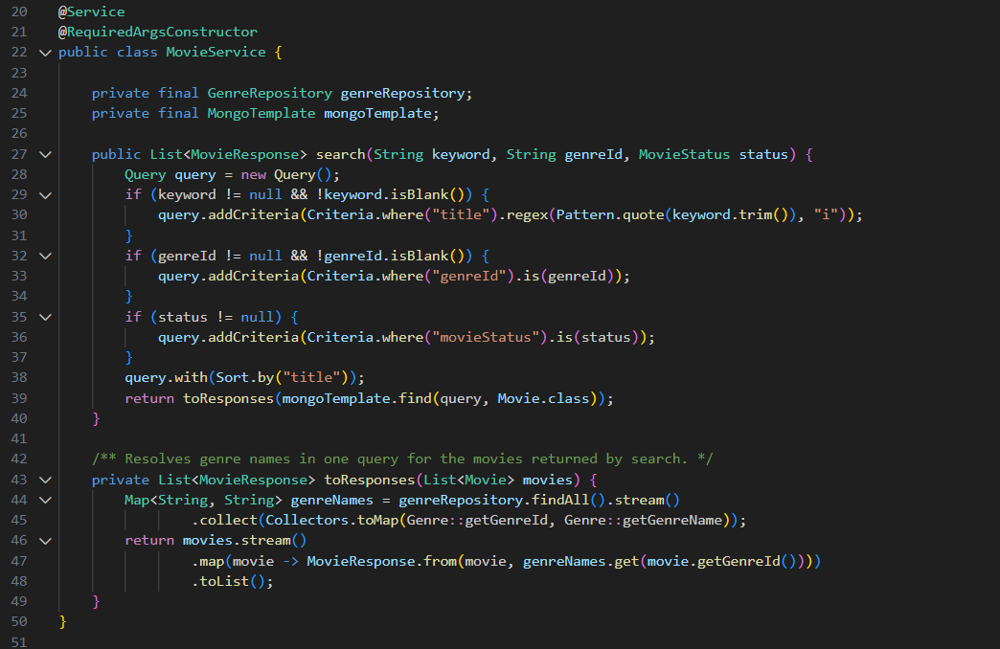 20 @Service
21 @RequiredArgsConstructor
22 public class MovieService {
23
24     private final GenreRepository genreRepository;
25     private final MongoTemplate mongoTemplate;
26
27     public List<MovieResponse> search(String keyword, String genreId, MovieStatus status) {
28         Query query = new Query();
29         if (keyword != null && !keyword.isBlank()) {
30             query.addCriteria(Criteria.where("title").regex(Pattern.quote(keyword.trim()), "i"));
31         }
32         if (genreId != null && !genreId.isBlank()) {
33             query.addCriteria(Criteria.where("genreId").is(genreId));
34         }
35         if (status != null) {
36             query.addCriteria(Criteria.where("movieStatus").is(status));
37         }
38         query.with(Sort.by("title"));
39         return toResponses(mongoTemplate.find(query, Movie.class));
40     }
41
42     /** Resolves genre names in one query for the movies returned by search. */
43     private List<MovieResponse> toResponses(List<Movie> movies) {
44         Map<String, String> genreNames = genreRepository.findAll().stream()
45                 .collect(Collectors.toMap(Genre::getGenreId, Genre::getGenreName));
46         return movies.stream()
47                 .map(movie -> MovieResponse.from(movie, genreNames.get(movie.getGenreId())))
48                 .toList();
49     }
50 }
51